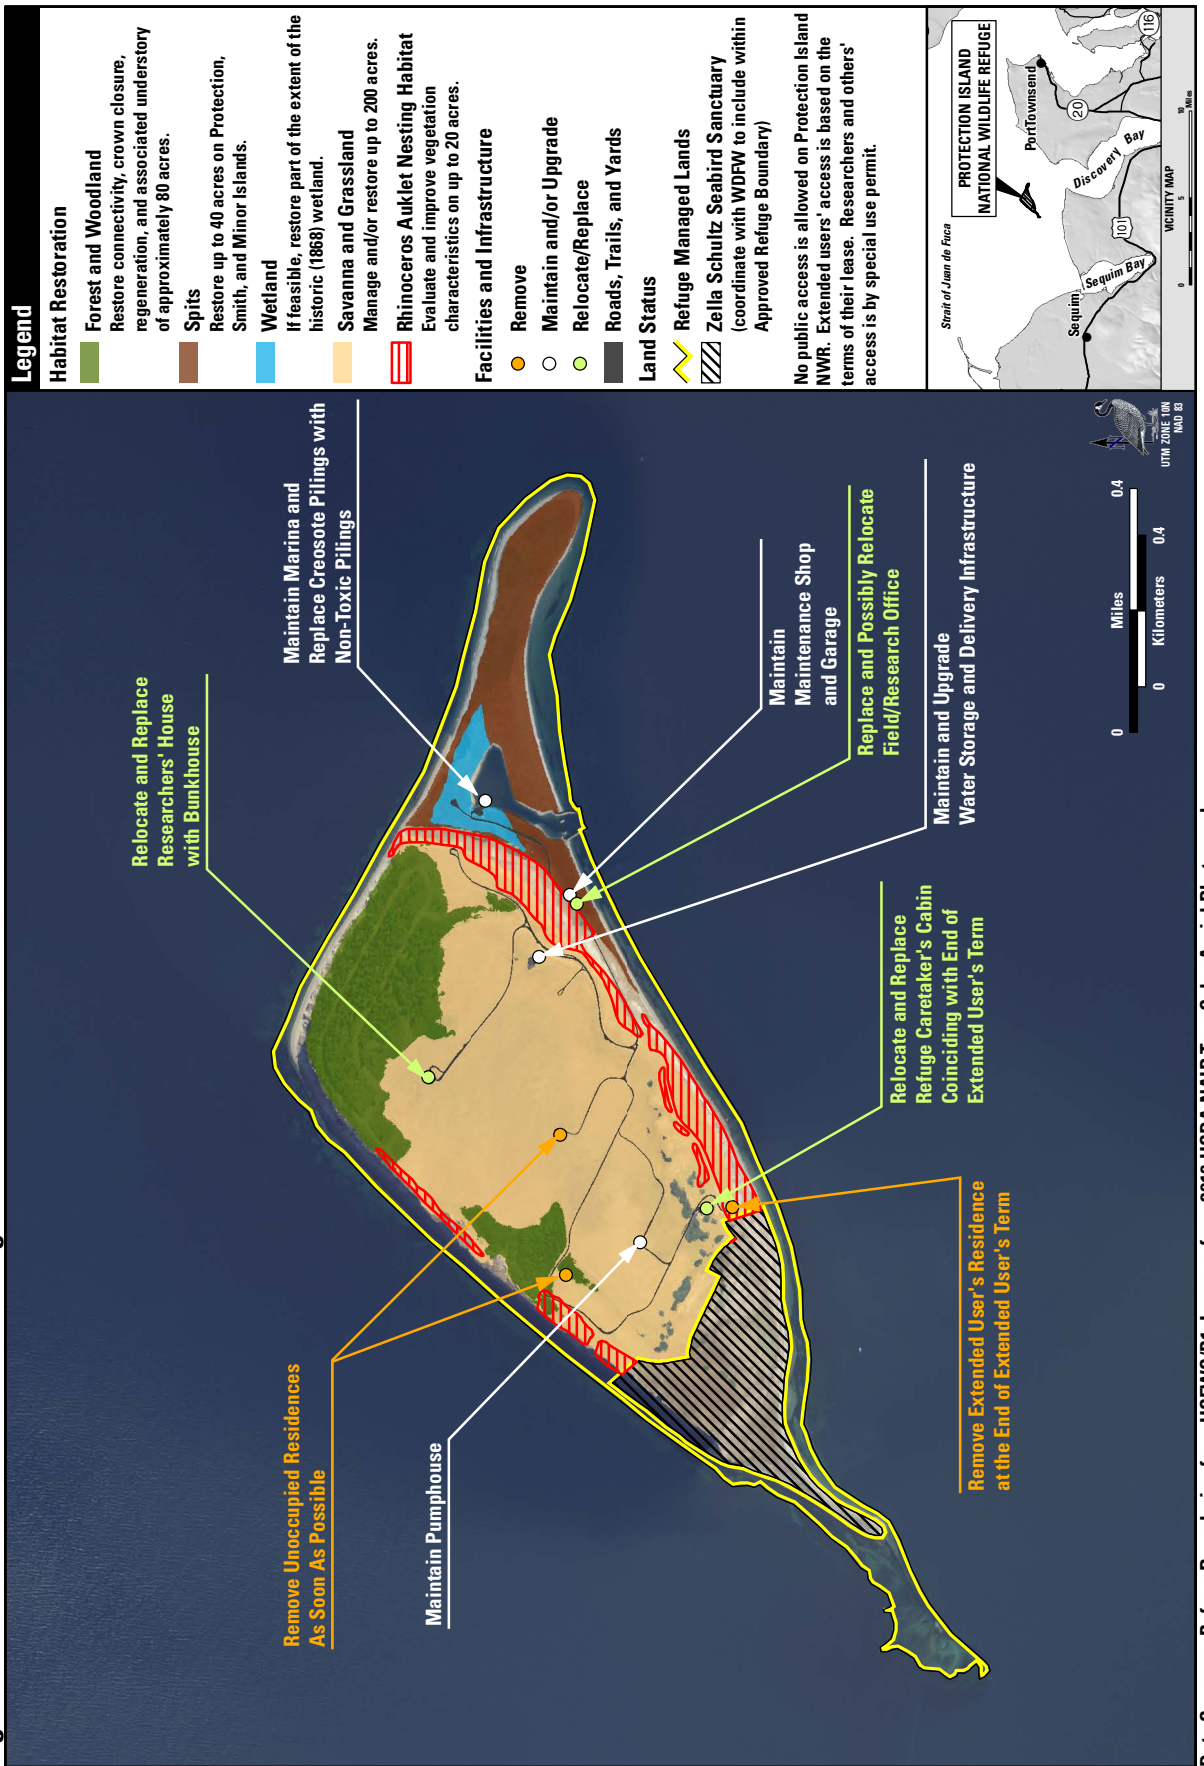 Legend
Habitat Restoration
Forest and Woodland
Restore connectivity, crown closure,
regeneration, and associated understory
of approximately 80 acres.
Spits
Restore up to 40 acres on Protection,
Smith, and Minor Islands.
Wetland
If feasible, restore part of the extent of the
historic (1868) wetland.
Savanna and Grassland
Manage and/or restore up to 200 acres.
Rhinoceros Auklet Nesting Habitat
Evaluate and improve vegetation
characteristics on up to 20 acres.
Facilities and Infrastructure
Remove
Maintain and/or Upgrade
Relocate/Replace
Roads, Trails, and Yards
Land Status
Refuge Managed Lands
Zella Schultz Seabird Sanctuary
(coordinate with WDFW to include within
Approved Refuge Boundary)
No public access is allowed on Protection Island
NWR. Extended users' access is based on the
terms of their lease. Researchers and others'
access is by special use permit.
Strait of Juan de Fuca
PROTECTION ISLAND
NATIONAL WILDLIFE REFUGE
Port Townsend
20
116
Discovery Bay
101
Sequim Bay
Sequim
0 5 10
Miles
VICINITY MAP
Relocate and Replace
Researchers' House
with Bunkhouse
Maintain Marina and
Replace Creosote Pilings with
Non-Toxic Pilings
Remove Unoccupied Residences
As Soon As Possible
Maintain Pumphouse
Maintain
Maintenance Shop
and Garage
Replace and Possibly Relocate
Field/Research Office
Maintain and Upgrade
Water Storage and Delivery Infrastructure
Relocate and Replace
Refuge Caretaker's Cabin
Coinciding with End of
Extended User's Term
Remove Extended User's Residence
at the End of Extended User's Term
0 Miles 0.4
0 Kilometers 0.4
N
UTM ZONE 10N
NAD 83